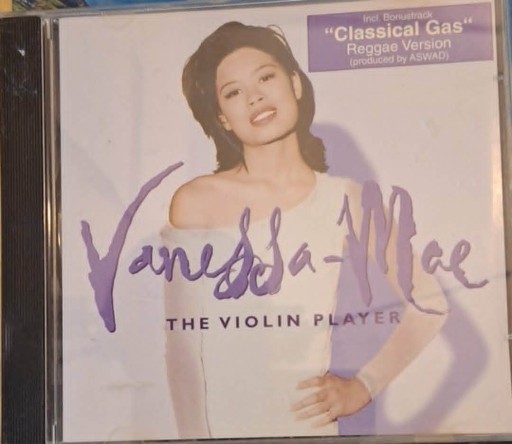 Incl. Bonustrack
"Classical Gas"
Reggae Version
(produced by ASWAD)
Vanessa-Mae
THE VIOLIN PLAYER